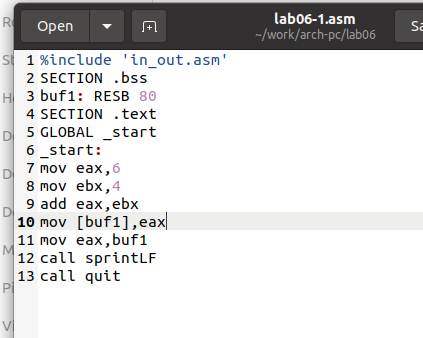 Open
lab06-1.asm
~/work/arch-pc/lab06
1 %include 'in_out.asm'
2 SECTION .bss
3 buf1: RESB 80
4 SECTION .text
5 GLOBAL _start
6 _start:
7 mov eax,6
8 mov ebx,4
9 add eax,ebx
10 mov [buf1],eax
11 mov eax,buf1
12 call sprintLF
13 call quit